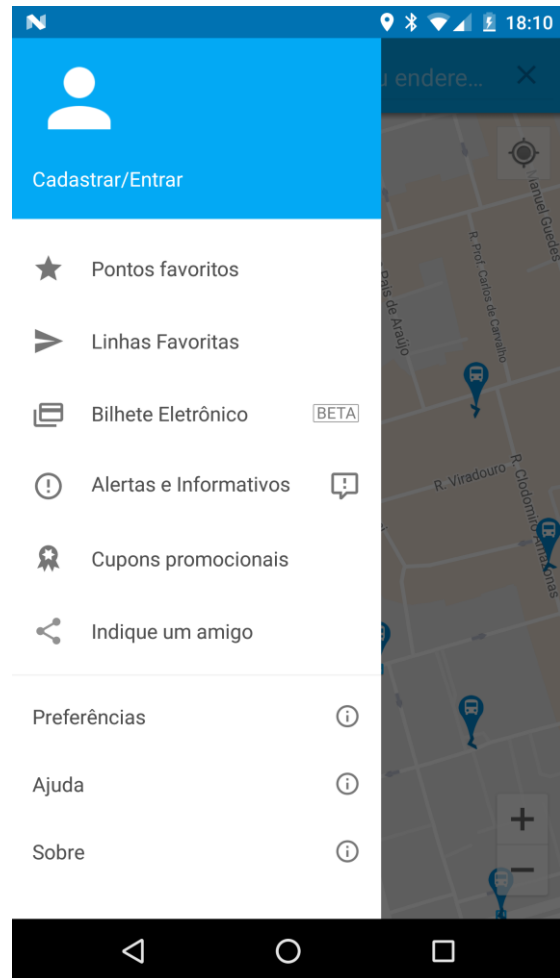 18:10
u endere...
Cadastrar/Entrar
Pontos favoritos
Linhas Favoritas
Bilhete Eletrônico
BETA
Alertas e Informativos
Cupons promocionais
Indique um amigo
Preferências
Ajuda
Sobre
Manuel Guedes
R. Prof. Carlos de Carvalho
Pais de Araújo
R. Viradouro
R. Clodomiro Amazonas